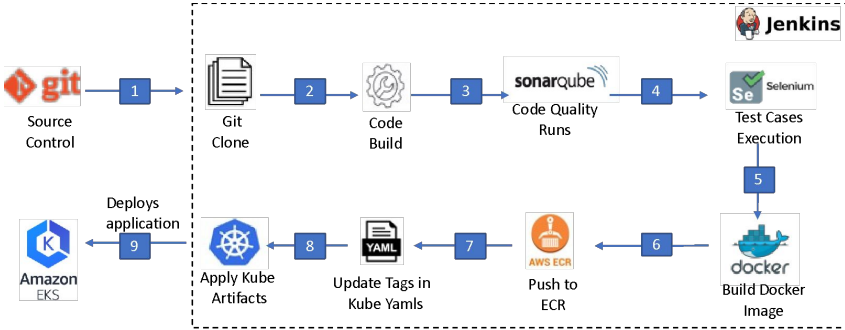 Jenkins
git
1
2
3
sonarQube
4
Se
Selenium
Source
Control
Git
Clone
Code
Build
Code Quality
Runs
Test Cases
Execution
5
Deploys
application
9
8
YAML
7
AWS ECR
6
docker
K
Amazon
EKS
Apply Kube
Artifacts
Update Tags in
Kube Yamls
Push to
ECR
Build Docker
Image